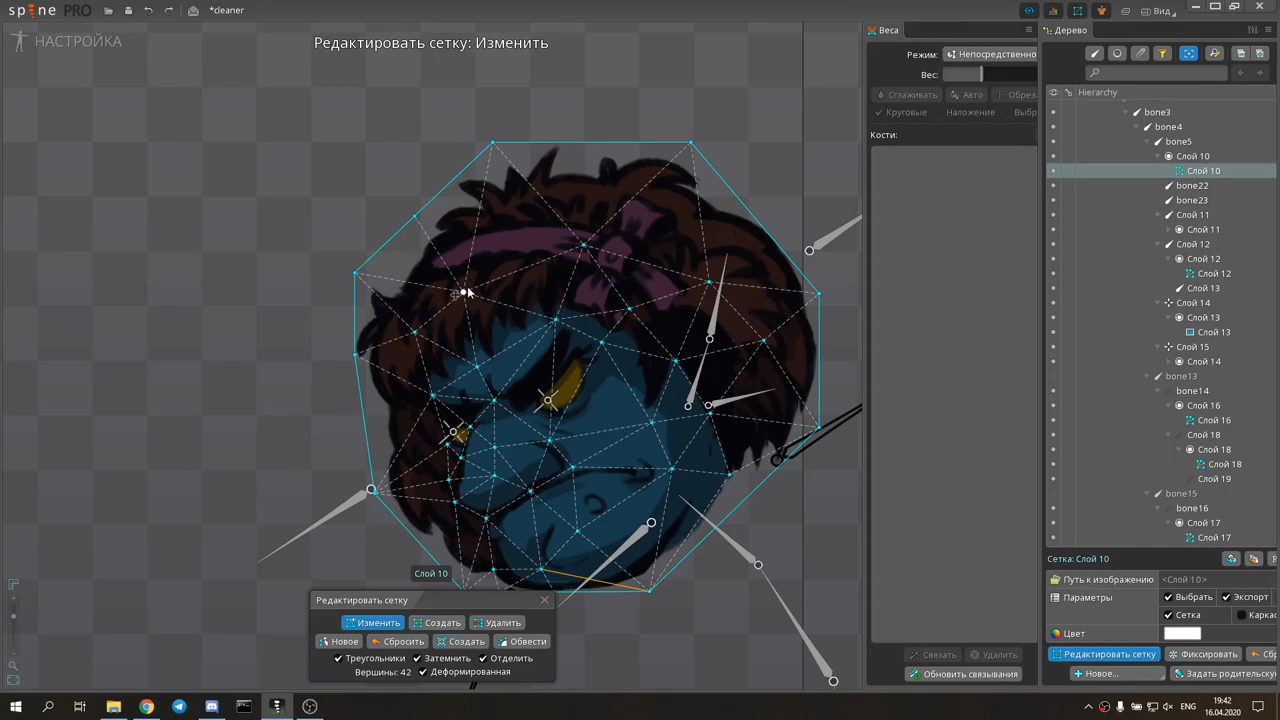 spine PRO
*cleaner
Вид
НАСТРОЙКА
Редактировать сетку: Изменить
Веса
Режим: Непосредственно
Вес:
Сглаживать Авто Обрез
Круговые Наложение Выбр
Кости:
Связать Удалить
Обновить связывания
Дерево
Hierarchy
bone3
bone4
bone5
Слой 10
Слой 10
bone22
bone23
Слой 11
Слой 11
Слой 12
Слой 12
Слой 12
Слой 13
Слой 14
Слой 13
Слой 13
Слой 15
Слой 14
bone13
bone14
Слой 16
Слой 16
Слой 18
Слой 18
Слой 18
Слой 19
bone15
bone16
Слой 17
Слой 17
Сетка: Слой 10
Путь к изображению <Слой 10>
Параметры Выбрать Экспорт
Сетка Каркас
Цвет
Редактировать сетку Фиксировать Сбр
Новое... Задать родительску
Слой 10
Редактировать сетку
Изменить Создать Удалить
Новое Сбросить Создать Обвести
Треугольники Затемнить Отделить
Вершины: 42 Деформированная
19:42
16.04.2020